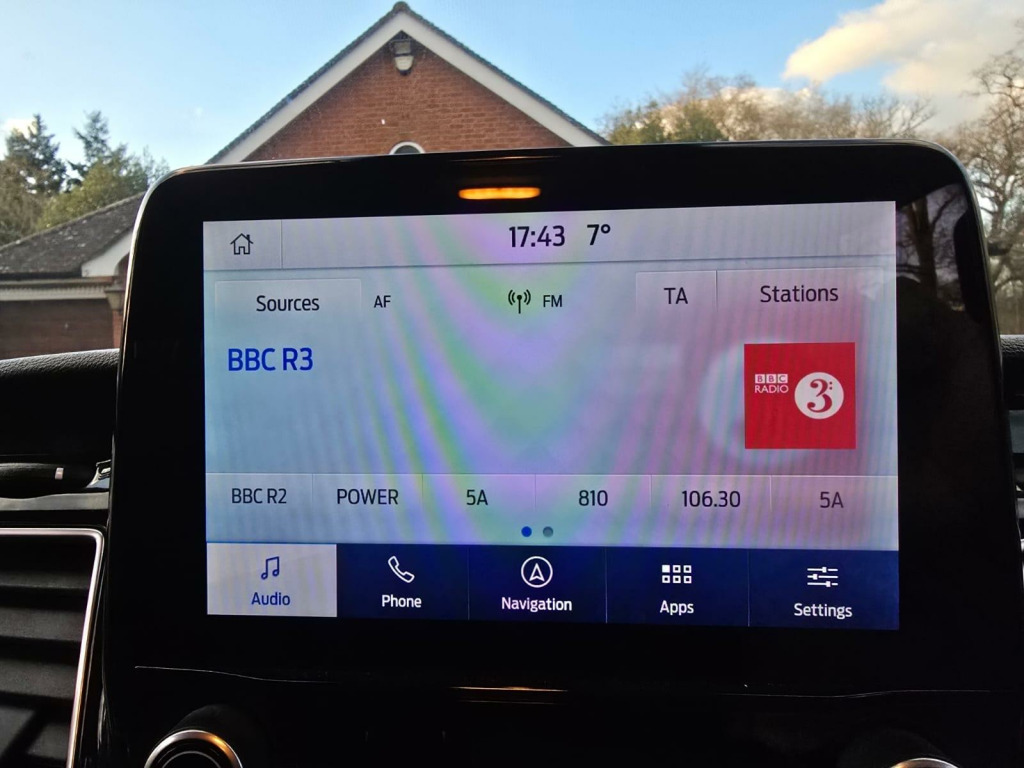 17:43 7°
Sources AF FM TA Stations
BBC R3
BBC
RADIO 3
BBC R2 POWER 5A 810 106.30 5A
Audio Phone Navigation Apps Settings